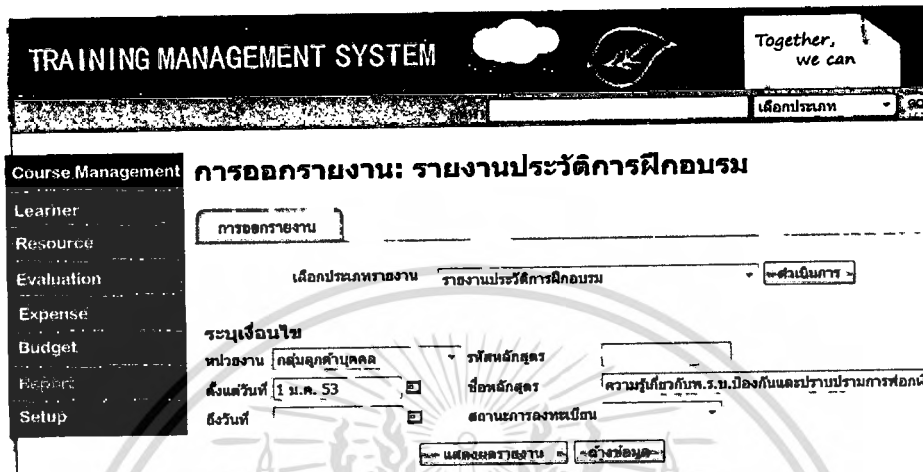 TRAINING MANAGEMENT SYSTEM
Together,
we can
เลือกประเภท
Course Management
Learner
Resource
Evaluation
Expense
Budget
Report
Setup
การออกรายงาน: รายงานประวัติการฝึกอบรม
การออกรายงาน
เลือกประเภทรายงาน รายงานประวัติการฝึกอบรม ดำเนินการ
ระบุเงื่อนไข
หน่วยงาน กลุ่มลูกค้าบุคคล รหัสหลักสูตร
ตั้งแต่วันที่ 1 ม.ค. 53 ชื่อหลักสูตร ความรู้เกี่ยวกับพ.ร.บ.ป้องกันและปราบปรามการฟอกเ
ถึงวันที่ สถานะการลงทะเบียน
แสดงผลรายงาน ล้างข้อมูล